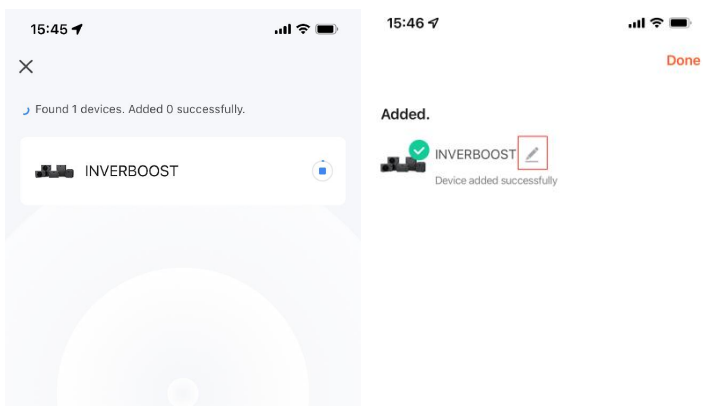 15:45
Found 1 devices. Added 0 successfully.
INVERBOOST
15:46
Done
Added.
INVERBOOST
Device added successfully